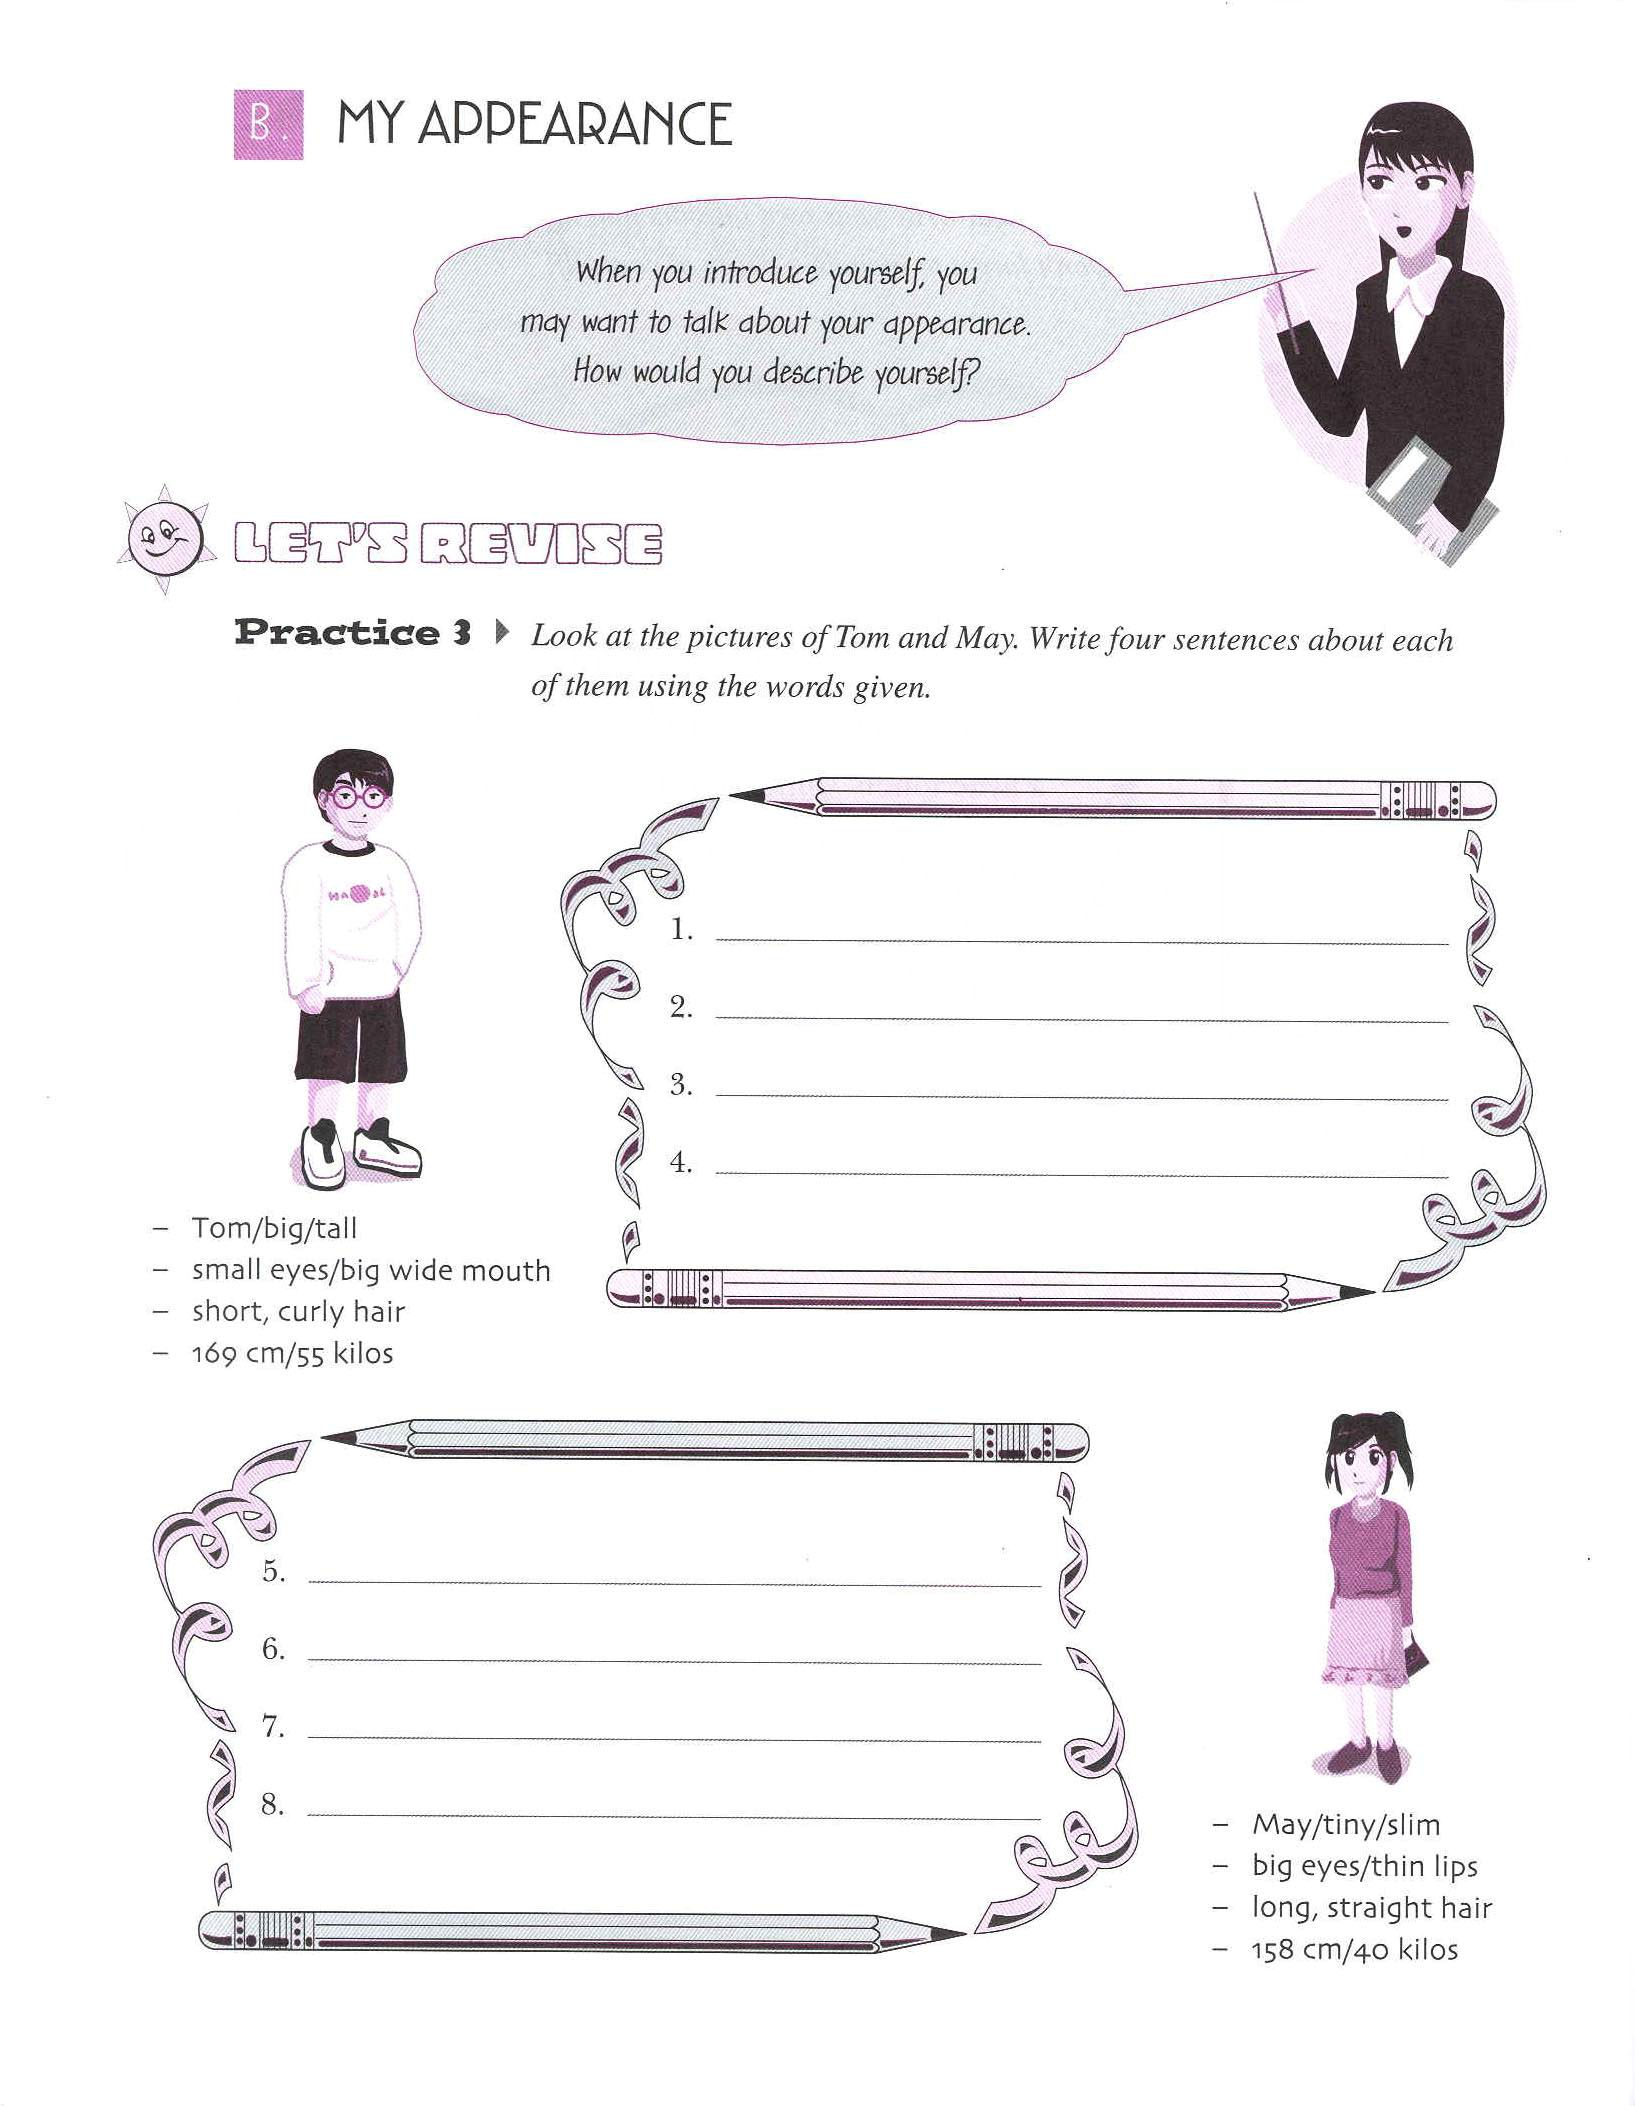 B. MY APPEARANCE
When you introduce yourself, you
may want to talk about your appearance.
How would you describe yourself?
LET'S REVISE
Practice 3 Look at the pictures of Tom and May. Write four sentences about each
of them using the words given.
1.
2.
3.
4.
– Tom/big/tall
– small eyes/big wide mouth
– short, curly hair
– 169 cm/55 kilos
5.
6.
7.
8.
– May/tiny/slim
– big eyes/thin lips
– long, straight hair
– 158 cm/40 kilos